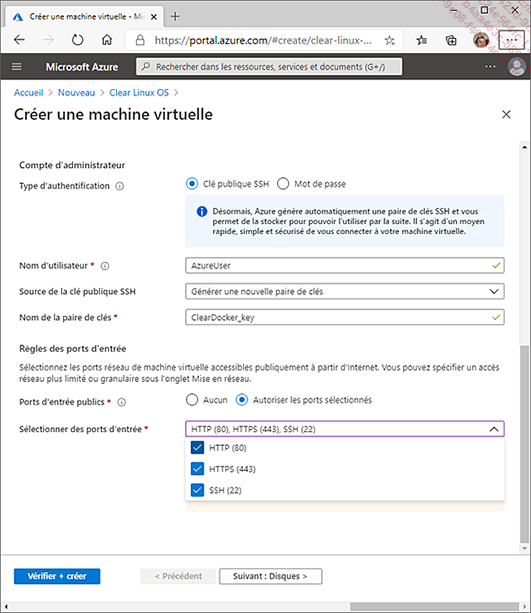 Créer une machine virtuelle - Mi
https://portal.azure.com/#create/clear-linux-...
Microsoft Azure
Rechercher dans les ressources, services et documents (G+/)
Accueil > Nouveau > Clear Linux OS >
Créer une machine virtuelle
Compte d'administrateur
Type d'authentification
Clé publique SSH
Mot de passe
Désormais, Azure génère automatiquement une paire de clés SSH et vous
permet de la stocker pour pouvoir l'utiliser par la suite. Il s'agit d'un moyen
rapide, simple et sécurisé de vous connecter à votre machine virtuelle.
Nom d'utilisateur *
AzureUser
Source de la clé publique SSH
Générer une nouvelle paire de clés
Nom de la paire de clés *
ClearDocker_key
Règles des ports d'entrée
Sélectionnez les ports réseau de machine virtuelle accessibles publiquement à partir d'Internet. Vous pouvez spécifier un accès
réseau plus limité ou granulaire sous l'onglet Mise en réseau.
Ports d'entrée publics *
Aucun
Autoriser les ports sélectionnés
Sélectionner des ports d'entrée *
HTTP (80), HTTPS (443), SSH (22)
HTTP (80)
HTTPS (443)
SSH (22)
Vérifier + créer
< Précédent
Suivant : Disques >